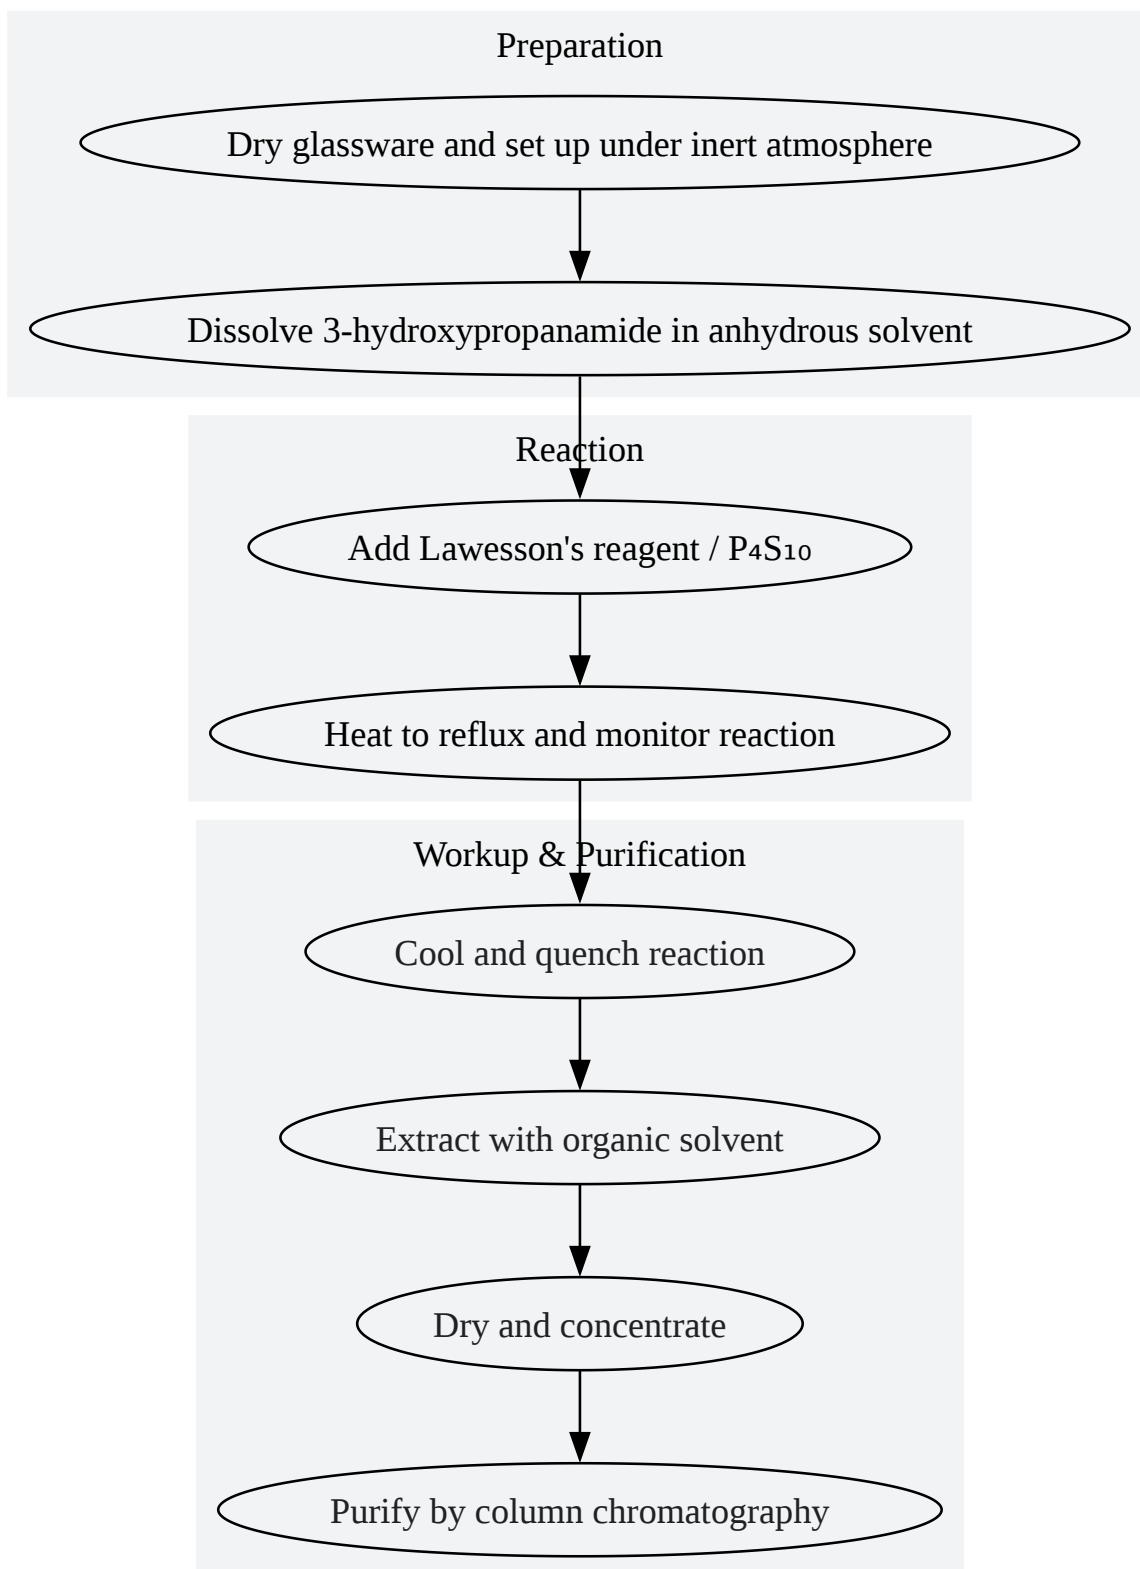 Preparation
Dry glassware and set up under inert atmosphere
Dissolve 3-hydroxypropanamide in anhydrous solvent
Reaction
Add Lawesson's reagent / P₄S₁₀
Heat to reflux and monitor reaction
Workup & Purification
Cool and quench reaction
Extract with organic solvent
Dry and concentrate
Purify by column chromatography